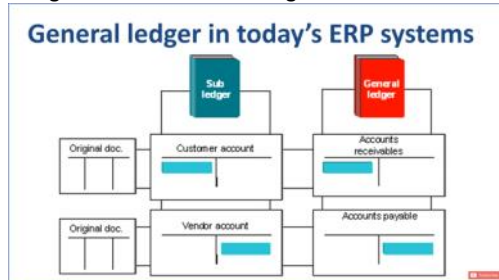 General ledger in today's ERP systems
Sub
ledger
General
ledger
Original doc.
Customer account
Accounts
receivables
Original doc.
Vendor account
Accounts payable